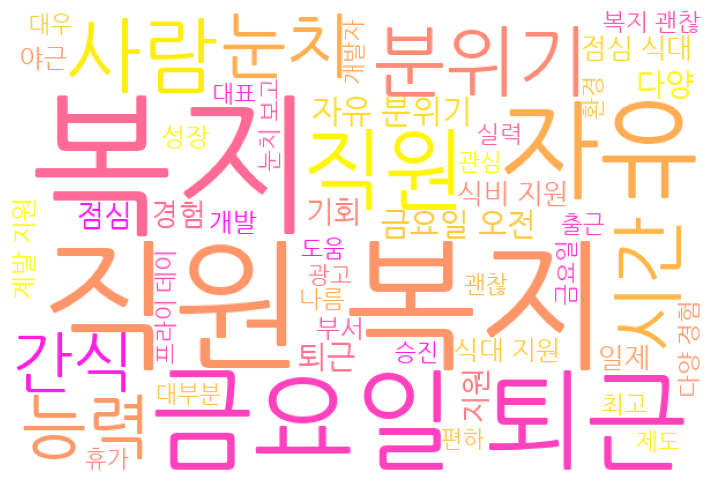 대우
사람
눈치
개발자
분위기
복지 괜찮
점심 식대
야근
다양
대표
눈치 보고
자유 분위기
환경
복지
성장
직원
실력
관심
자유
점심
경험
개발
기회
식비 지원
금요일 오전
출근
계발 지원
프라이 데이
직원 복지
도움
광고
나름
괜찮
금요일
시간
부서
퇴근
승진
식대 지원
일제
다양 경험
간식
능력
대부분
금요일 퇴근
지원
편하
최고
제도
휴가